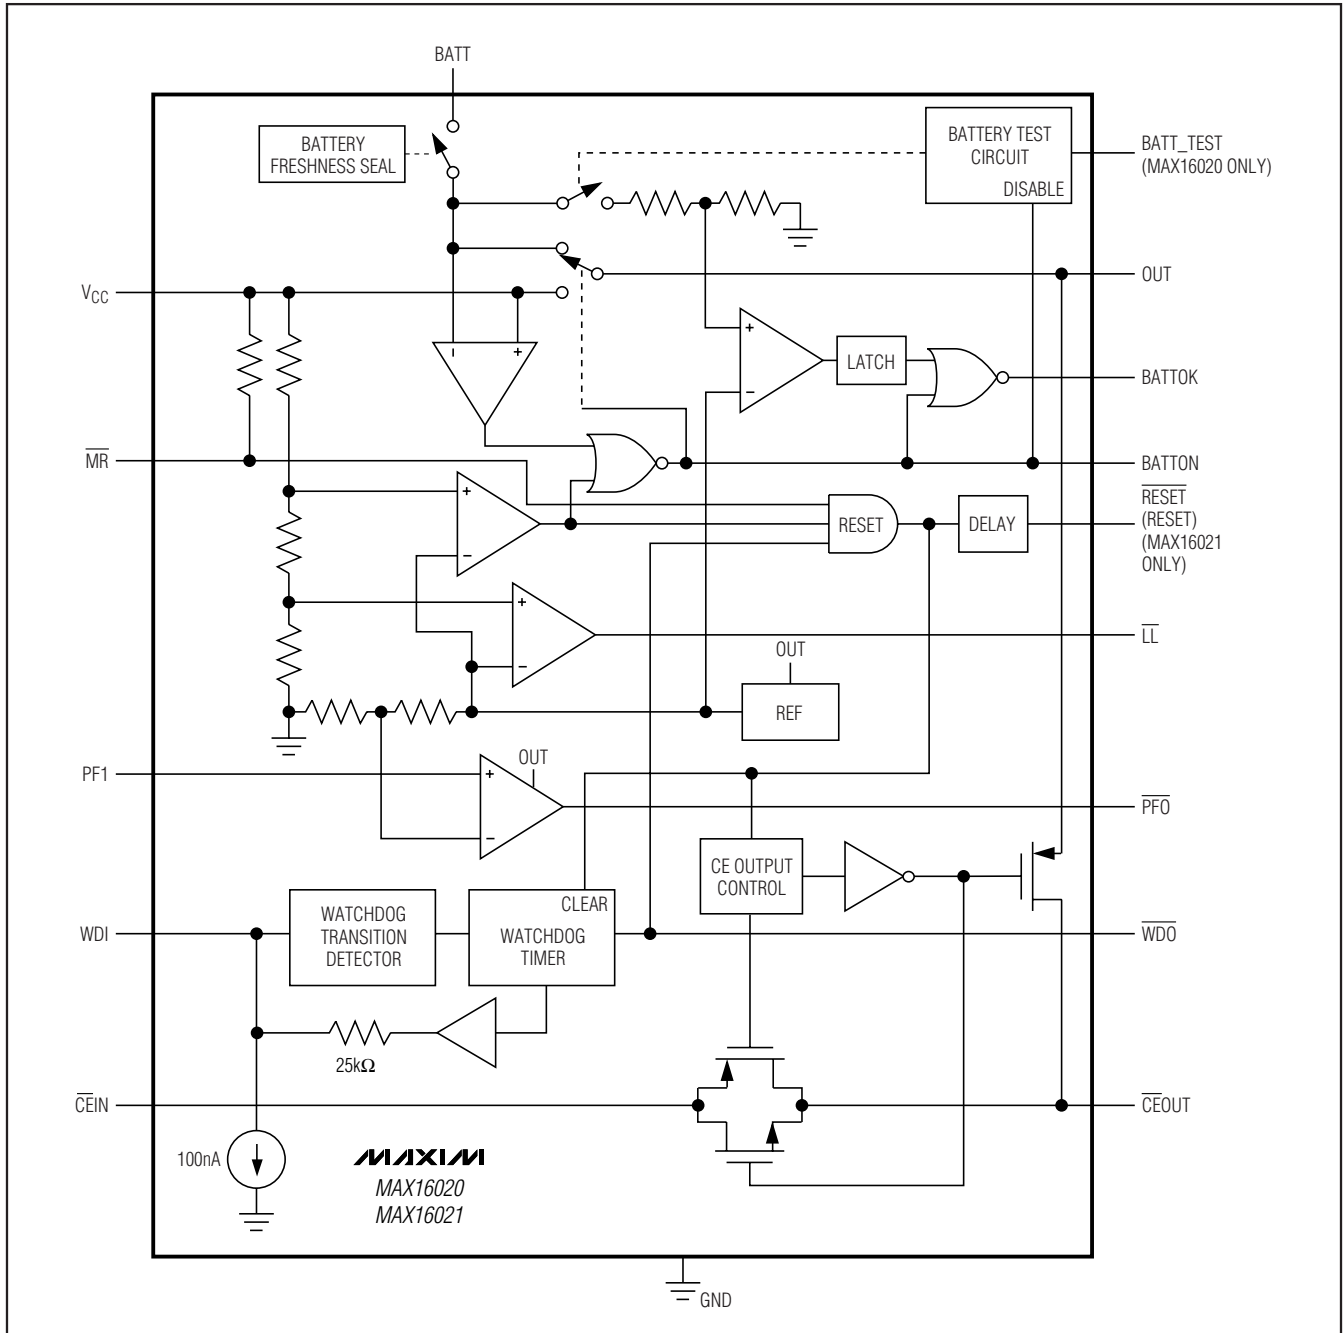 BATT
BATTERY
FRESHNESS SEAL
BATTERY TEST
CIRCUIT
DISABLE
BATT_TEST
(MAX16020 ONLY)
VCC
OUT
+
−
+
−
LATCH
BATTOK
MR
BATTON
RESET
(RESET)
(MAX16021
ONLY)
+
−
RESET
DELAY
+
−
LL
OUT
REF
PF1
OUT
+
−
PFO
CE OUTPUT
CONTROL
WDI
WATCHDOG
TRANSITION
DETECTOR
CLEAR
WATCHDOG
TIMER
WDO
25kΩ
CEIN
CEOUT
100nA
MAXIM
MAX16020
MAX16021
GND